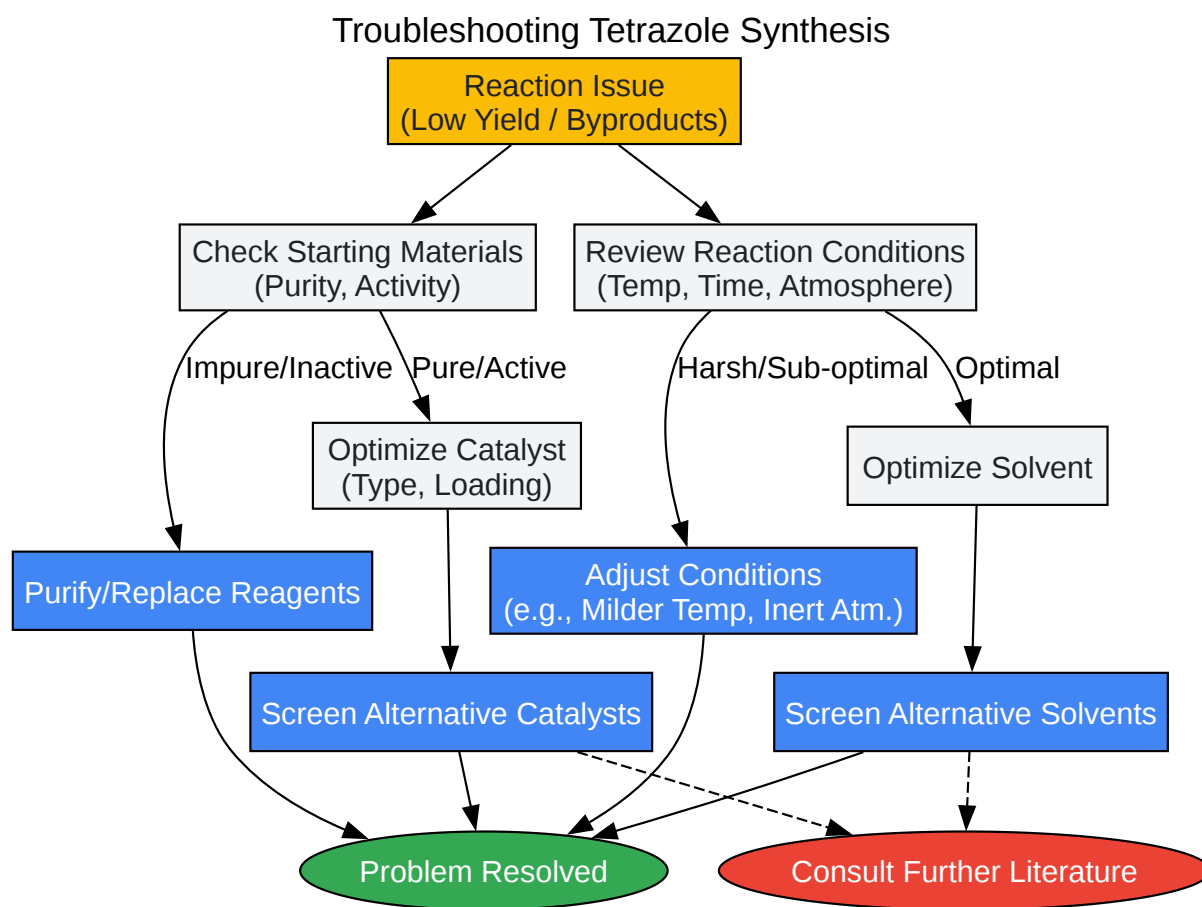 Troubleshooting Tetrazole Synthesis
Reaction Issue
(Low Yield / Byproducts)
Check Starting Materials
(Purity, Activity)
Review Reaction Conditions
(Temp, Time, Atmosphere)
Impure/Inactive
Pure/Active
Harsh/Sub-optimal
Optimal
Optimize Catalyst
(Type, Loading)
Optimize Solvent
Purify/Replace Reagents
Adjust Conditions
(e.g., Milder Temp, Inert Atm.)
Screen Alternative Catalysts
Screen Alternative Solvents
Problem Resolved
Consult Further Literature